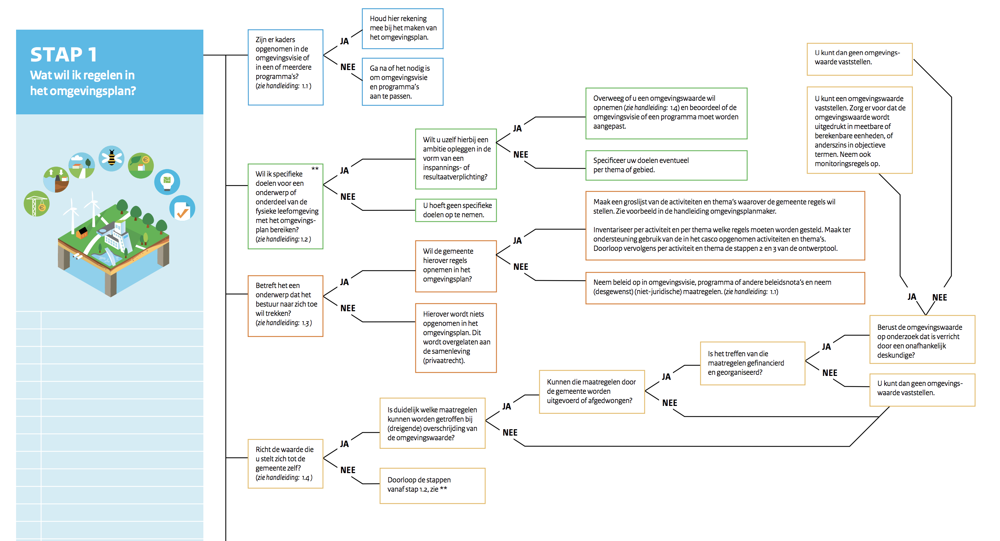 STAP 1
Wat wil ik regelen in
het omgevingsplan?
Zijn er kaders
opgenomen in de
omgevingsvisie of
in een of meerdere
programma's?
(zie handleiding: 1.1 )
JA
Houd hier rekening
mee bij het maken van
het omgevingsplan.
NEE
Ga na of het nodig is
om omgevingsvisie
en programma’s
aan te passen.
**
Wil ik specifieke
doelen voor een
onderwerp of
onderdeel van de
fysieke leefomgeving
met het omgevings-
plan bereiken?
(zie handleiding: 1.2 )
JA
Wilt u uzelf hierbij een
ambitie opleggen in de
vorm van een
inspannings- of
resultaatverplichting?
JA
Overweeg of u een omgevingswaarde wil
opnemen (zie handleiding: 1.4) en beoordeel of de
omgevingsvisie of een programma moet worden
aangepast.
NEE
Specificeer uw doelen eventueel
per thema of gebied.
NEE
U hoeft geen specifieke
doelen op te nemen.
Betreft het een
onderwerp dat het
bestuur naar zich toe
wil trekken?
(zie handleiding: 1.3 )
JA
Wil de gemeente
hierover regels
opnemen in het
omgevingsplan?
JA
Maak een groslijst van de activiteiten en thema‘s waarover de gemeente regels wil
stellen. Zie voorbeeld in de handleiding omgevingsplanmaker.
Inventariseer per activiteit en per thema welke regels moeten worden gesteld. Maak ter
ondersteuning gebruik van de in het casco opgenomen activiteiten en thema‘s.
Doorloop vervolgens per activiteit en thema de stappen 2 en 3 van de ontwerptool.
NEE
Neem beleid op in omgevingsvisie, programma of andere beleidsnota‘s en neem
(desgewenst) (niet-juridische) maatregelen. (zie handleiding: 1.1)
NEE
Hierover wordt niets
opgenomen in het
omgevingsplan. Dit
wordt overgelaten aan
de samenleving
(privaatrecht).
Richt de waarde die
u stelt zich tot de
gemeente zelf?
(zie handleiding: 1.4 )
JA
Is duidelijk welke maatregelen
kunnen worden getroffen bij
(dreigende) overschrijding van
de omgevingswaarde?
NEE
Doorloop de stappen
vanaf stap 1.2, zie **
JA
Kunnen die maatregelen door
de gemeente worden
uitgevoerd of afgedwongen?
NEE
JA
Is het treffen van die
maatregelen gefinancierd
en georganiseerd?
NEE
JA
Berust de omgevingswaarde
op onderzoek dat is verricht
door een onafhankelijk
deskundige?
NEE
U kunt dan geen omgevings-
waarde vaststellen.
JA
U kunt een omgevingswaarde
vaststellen. Zorg er voor dat de
omgevingswaarde wordt
uitgedrukt in meetbare of
berekenbare eenheden, of
anderszins in objectieve
termen. Neem ook
monitoringsregels op.
NEE
U kunt dan geen omgevings-
waarde vaststellen.